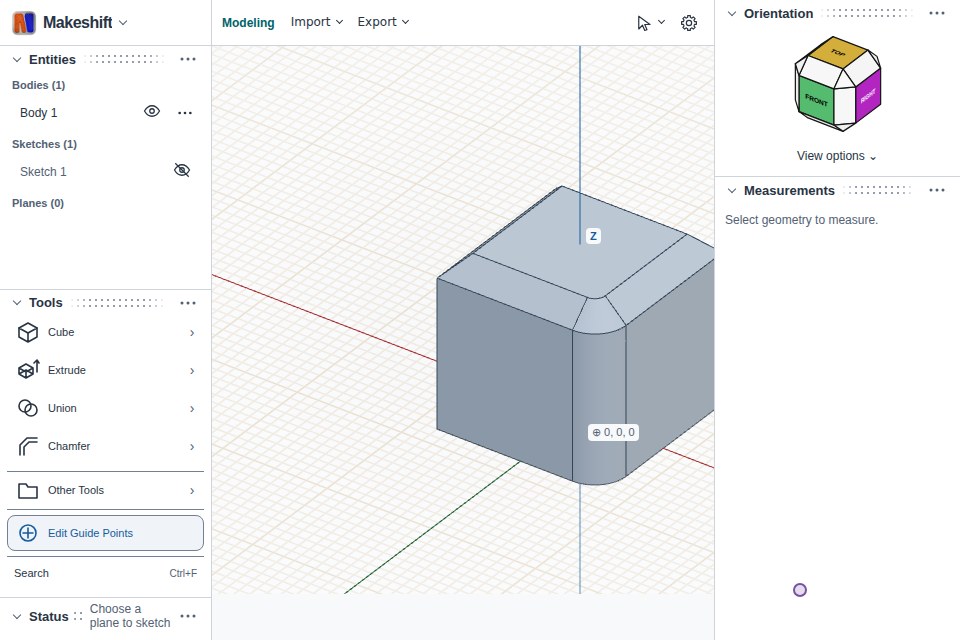 Makeshift
Modeling
Import
Export
Entities
Bodies (1)
Body 1
Sketches (1)
Sketch 1
Planes (0)
Tools
Cube
Extrude
Union
Chamfer
Other Tools
Edit Guide Points
Search
Ctrl+F
Status
Choose a
plane to sketch
Z
0, 0, 0
Orientation
TOP
FRONT
RIGHT
View options
Measurements
Select geometry to measure.